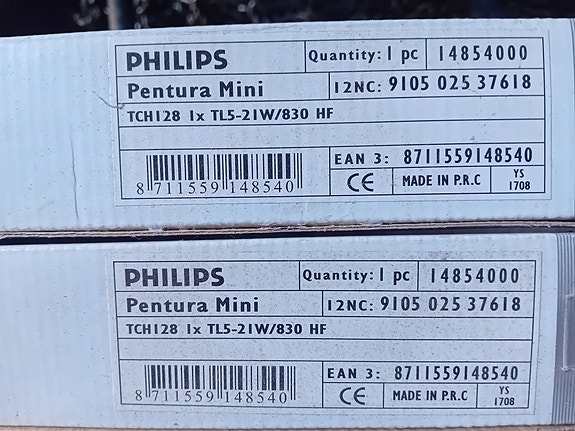 PHILIPS Quantity: 1 pc 14854000
Pentura Mini 12NC: 9105 025 37618
TCH128 1x TL5-21W/830 HF
EAN 3: 8711559148540
8 711559 148540 CE MADE IN P.R.C YS 1708
PHILIPS Quantity: 1 pc 14854000
Pentura Mini 12NC: 9105 025 37618
TCH128 1x TL5-21W/830 HF
EAN 3: 8711559148540
8 711559 148540 CE MADE IN P.R.C YS 1708